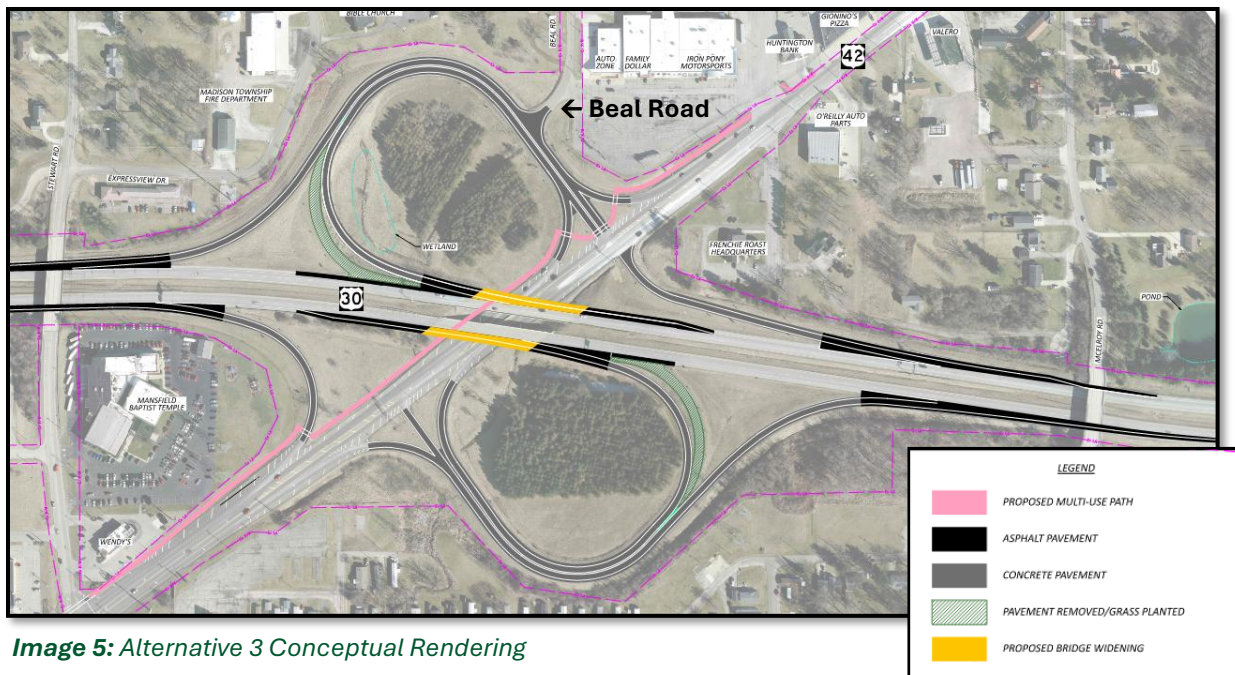 BIBLE CHURCH
BEAL RD.
GIONINO'S
PIZZA
VALERO
HUNTINGTON
BANK
42
AUTO
ZONE
FAMILY
DOLLAR
IRON PONY
MOTORSPORTS
MADISON TOWNSHIP
FIRE DEPARTMENT
← Beal Road
O'REILLY AUTO
PARTS
STEWART RD.
EXPRESSVIEW DR.
WETLAND
FRENCHIE ROAST
HEADQUARTERS
30
POND
MCELROY RD.
MANSFIELD
BAPTIST TEMPLE
WENDY'S
LEGEND
PROPOSED MULTI-USE PATH
ASPHALT PAVEMENT
CONCRETE PAVEMENT
PAVEMENT REMOVED/GRASS PLANTED
PROPOSED BRIDGE WIDENING
Image 5: Alternative 3 Conceptual Rendering